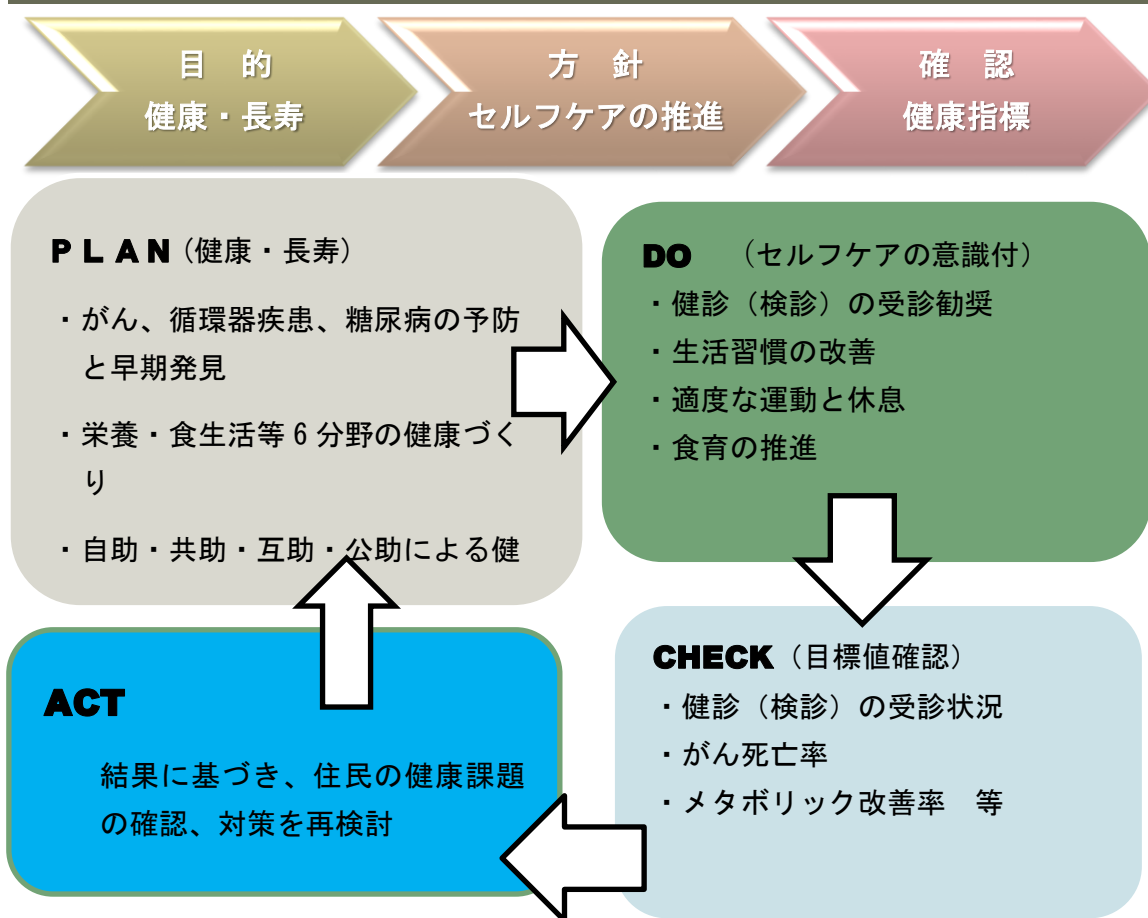 目　的
健康・長寿
方　針
セルフケアの推進
確　認
健康指標
ＰＬＡＮ（健康・長寿）
・がん、循環器疾患、糖尿病の予防
と早期発見
・栄養・食生活等 6 分野の健康づく
り
・自助・共助・互助・公助による健
DO　（セルフケアの意識付）
・健診（検診）の受診勧奨
・生活習慣の改善
・適度な運動と休息
・食育の推進
CHECK（目標値確認）
・健診（検診）の受診状況
・がん死亡率
・メタボリック改善率　等
ACT
結果に基づき、住民の健康課題
の確認、対策を再検討